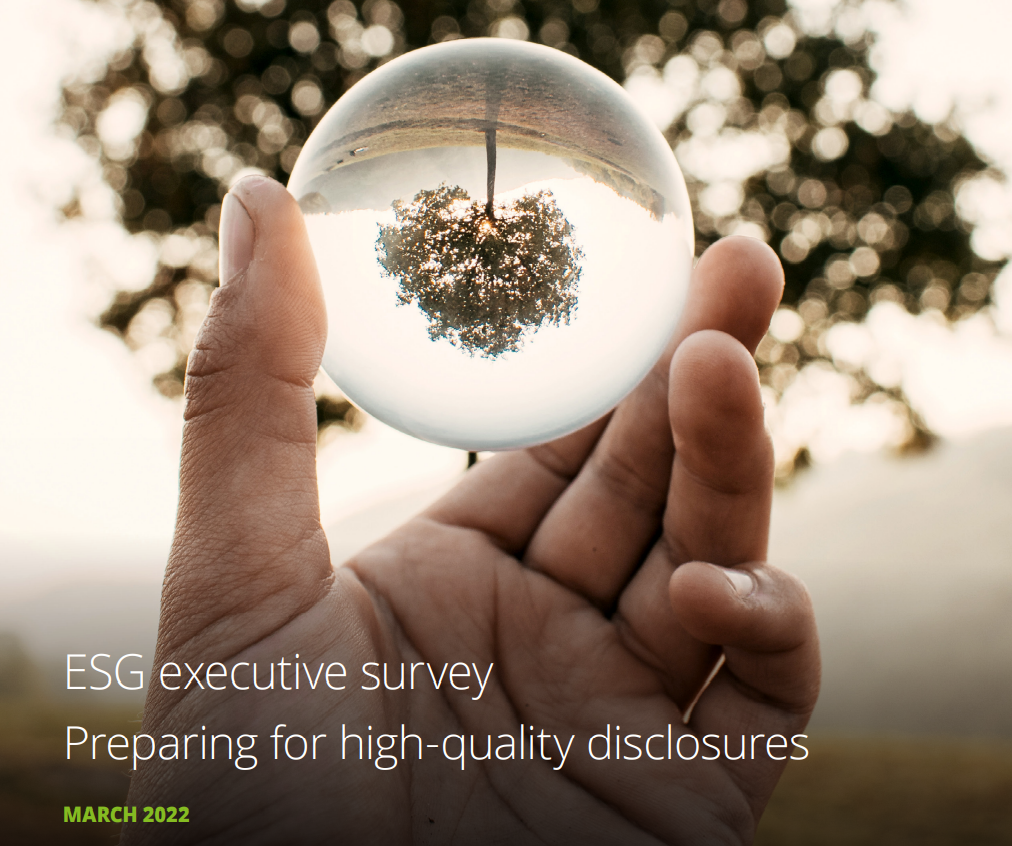 ESG executive survey
Preparing for high-quality disclosures
MARCH 2022